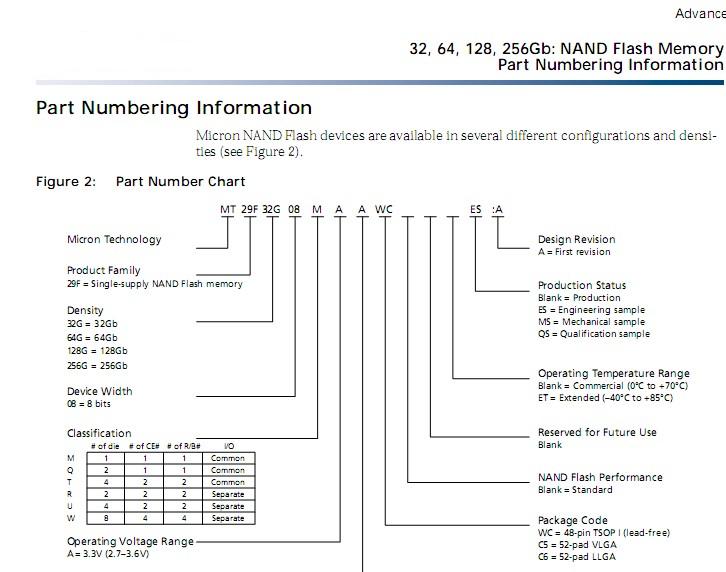 Advance
32, 64, 128, 256Gb: NAND Flash Memory
Part Numbering Information
Part Numbering Information
Micron NAND Flash devices are available in several different configurations and densi-
ties (see Figure 2).
Figure 2: Part Number Chart
MT 29F 32G 08 M A A WC ES :A
Micron Technology
Product Family
29F = Single-supply NAND Flash memory
Density
32G = 32Gb
64G = 64Gb
128G = 128Gb
256G = 256Gb
Device Width
08 = 8 bits
Classification
# of die # of CE# # of R/B# I/O
M 1 1 1 Common
Q 2 1 1 Common
T 4 2 2 Common
R 2 2 2 Separate
U 4 2 2 Separate
W 8 4 4 Separate
Operating Voltage Range
A = 3.3V (2.7–3.6V)
Design Revision
A = First revision
Production Status
Blank = Production
ES = Engineering sample
MS = Mechanical sample
QS = Qualification sample
Operating Temperature Range
Blank = Commercial (0°C to +70°C)
ET = Extended (–40°C to +85°C)
Reserved for Future Use
Blank
NAND Flash Performance
Blank = Standard
Package Code
WC = 48-pin TSOP I (lead-free)
C5 = 52-pad VLGA
C6 = 52-pad LLGA